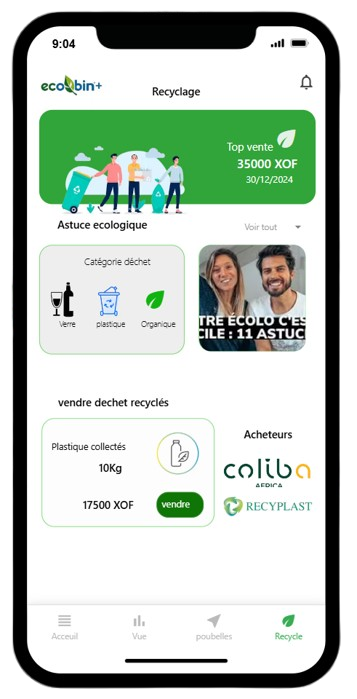 9:04
ecobin+
Recyclage
Top vente
35000 XOF
30/12/2024
Astuce ecologique
Voir tout
Catégorie déchet
Verre
plastique
Organique
TRE ÉCOLO C'ES
CILE : 11 ASTUC
vendre dechet recyclés
Plastique collectés
10Kg
17500 XOF
vendre
Acheteurs
coliba
AFRICA
RECYPLAST
Acceuil
Vue
poubelles
Recycle